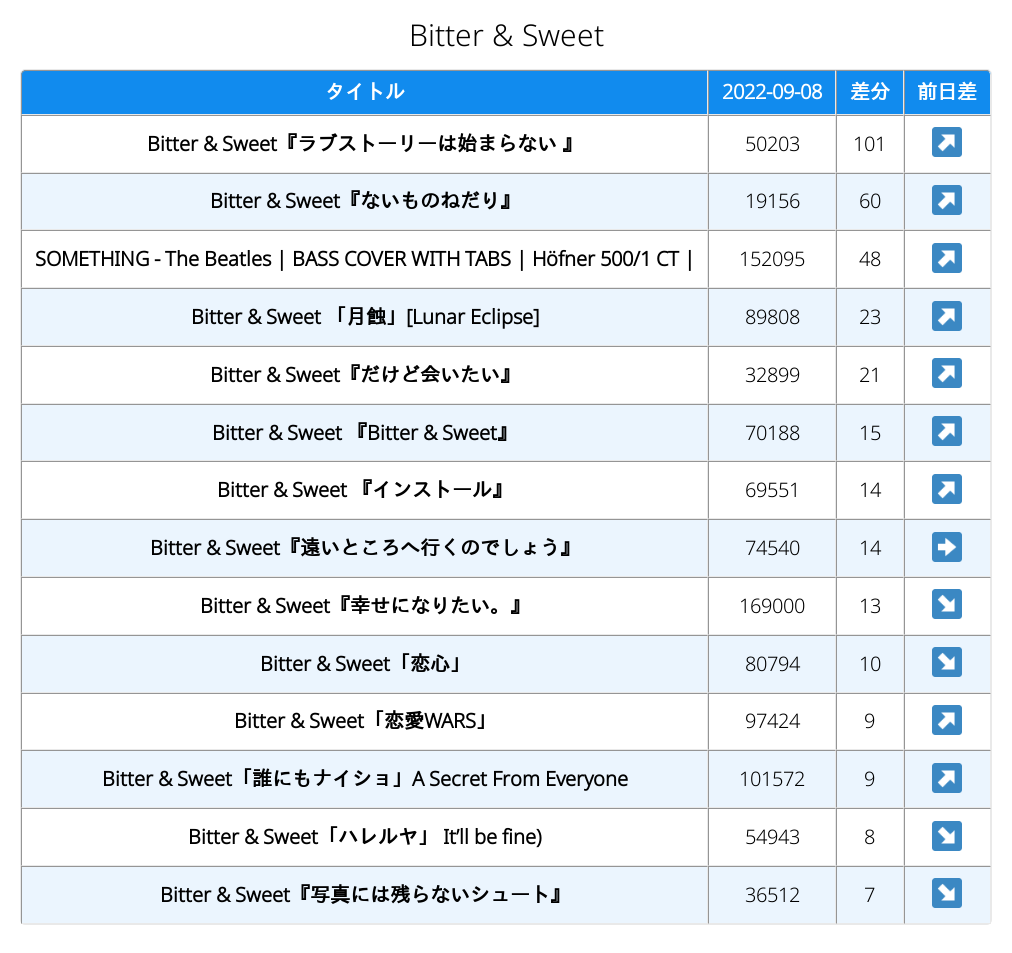 Bitter & Sweet
タイトル 2022-09-08 差分 前日差
Bitter & Sweet『ラブストーリーは始まらない 』 50203 101
Bitter & Sweet『ないものねだり』 19156 60
SOMETHING - The Beatles | BASS COVER WITH TABS | Höfner 500/1 CT | 152095 48
Bitter & Sweet 「月蝕」[Lunar Eclipse] 89808 23
Bitter & Sweet『だけど会いたい』 32899 21
Bitter & Sweet 『Bitter & Sweet』 70188 15
Bitter & Sweet 『インストール』 69551 14
Bitter & Sweet『遠いところへ行くのでしょう』 74540 14
Bitter & Sweet『幸せになりたい。』 169000 13
Bitter & Sweet「恋心」 80794 10
Bitter & Sweet「恋愛WARS」 97424 9
Bitter & Sweet「誰にもナイショ」A Secret From Everyone 101572 9
Bitter & Sweet「ハレルヤ」 It’ll be fine) 54943 8
Bitter & Sweet『写真には残らないシュート』 36512 7